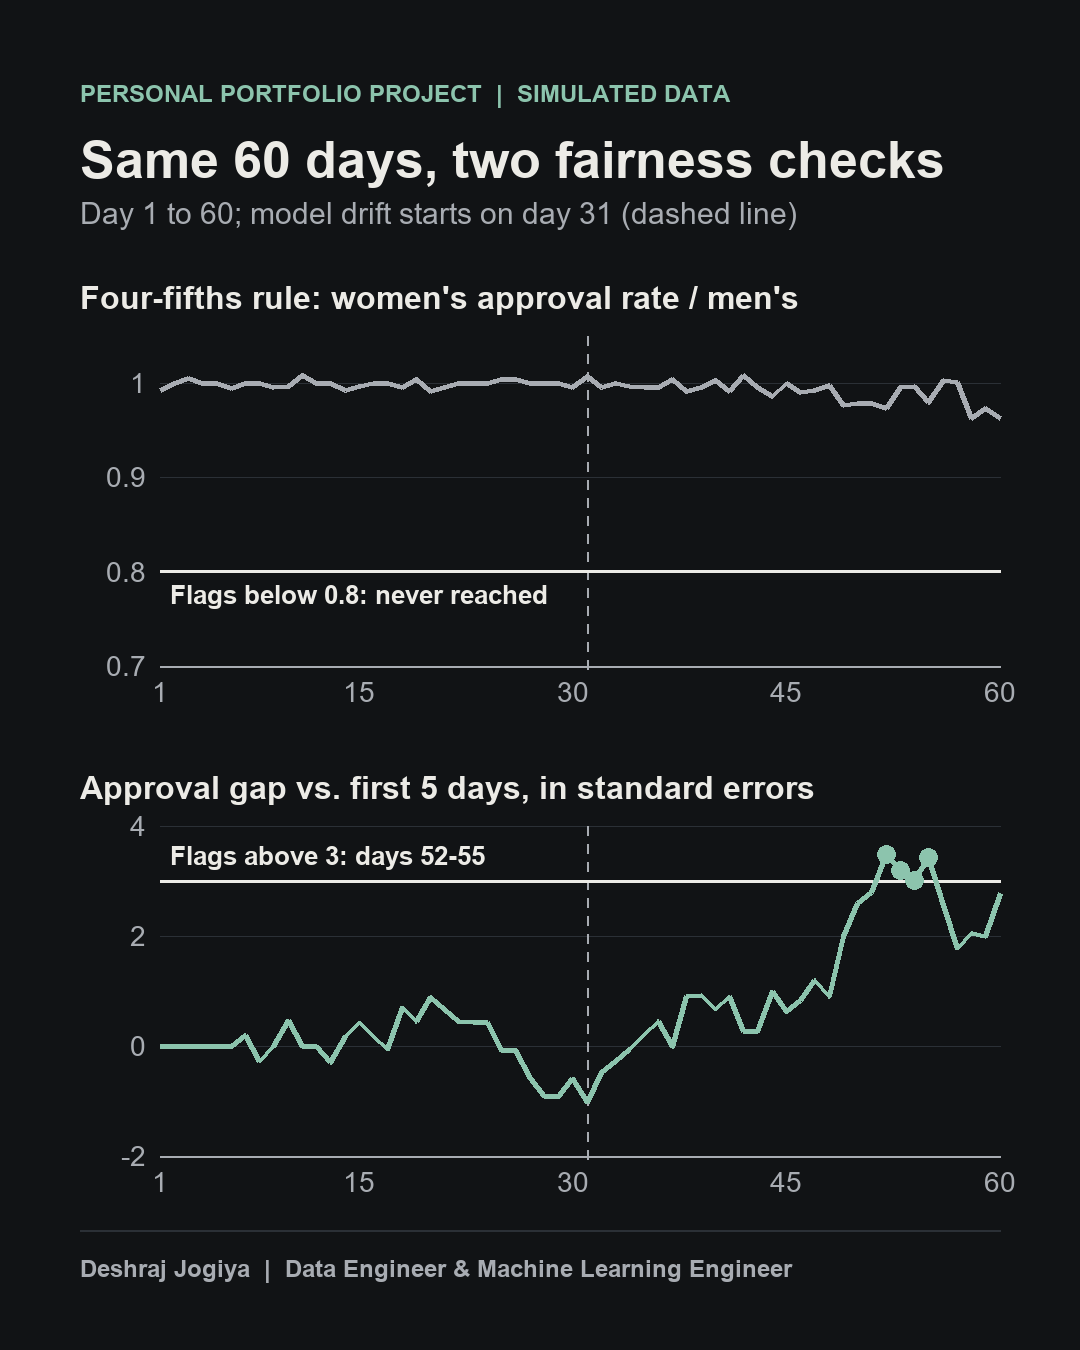 PERSONAL PORTFOLIO PROJECT | SIMULATED DATA
Same 60 days, two fairness checks
Day 1 to 60; model drift starts on day 31 (dashed line)
Four-fifths rule: women's approval rate / men's
1
0.9
0.8
Flags below 0.8: never reached
0.7
1 15 30 45 60
Approval gap vs. first 5 days, in standard errors
4
Flags above 3: days 52-55
2
0
-2
1 15 30 45 60
Deshraj Jogiya | Data Engineer & Machine Learning Engineer